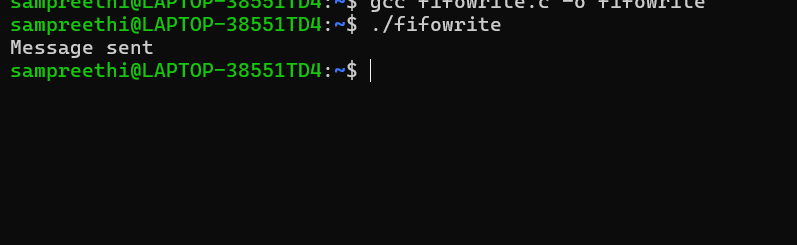 sampreethi@LAPTOP-38551TD4:~$ gcc fifowrite.c -o fifowrite
sampreethi@LAPTOP-38551TD4:~$ ./fifowrite
Message sent
sampreethi@LAPTOP-38551TD4:~$